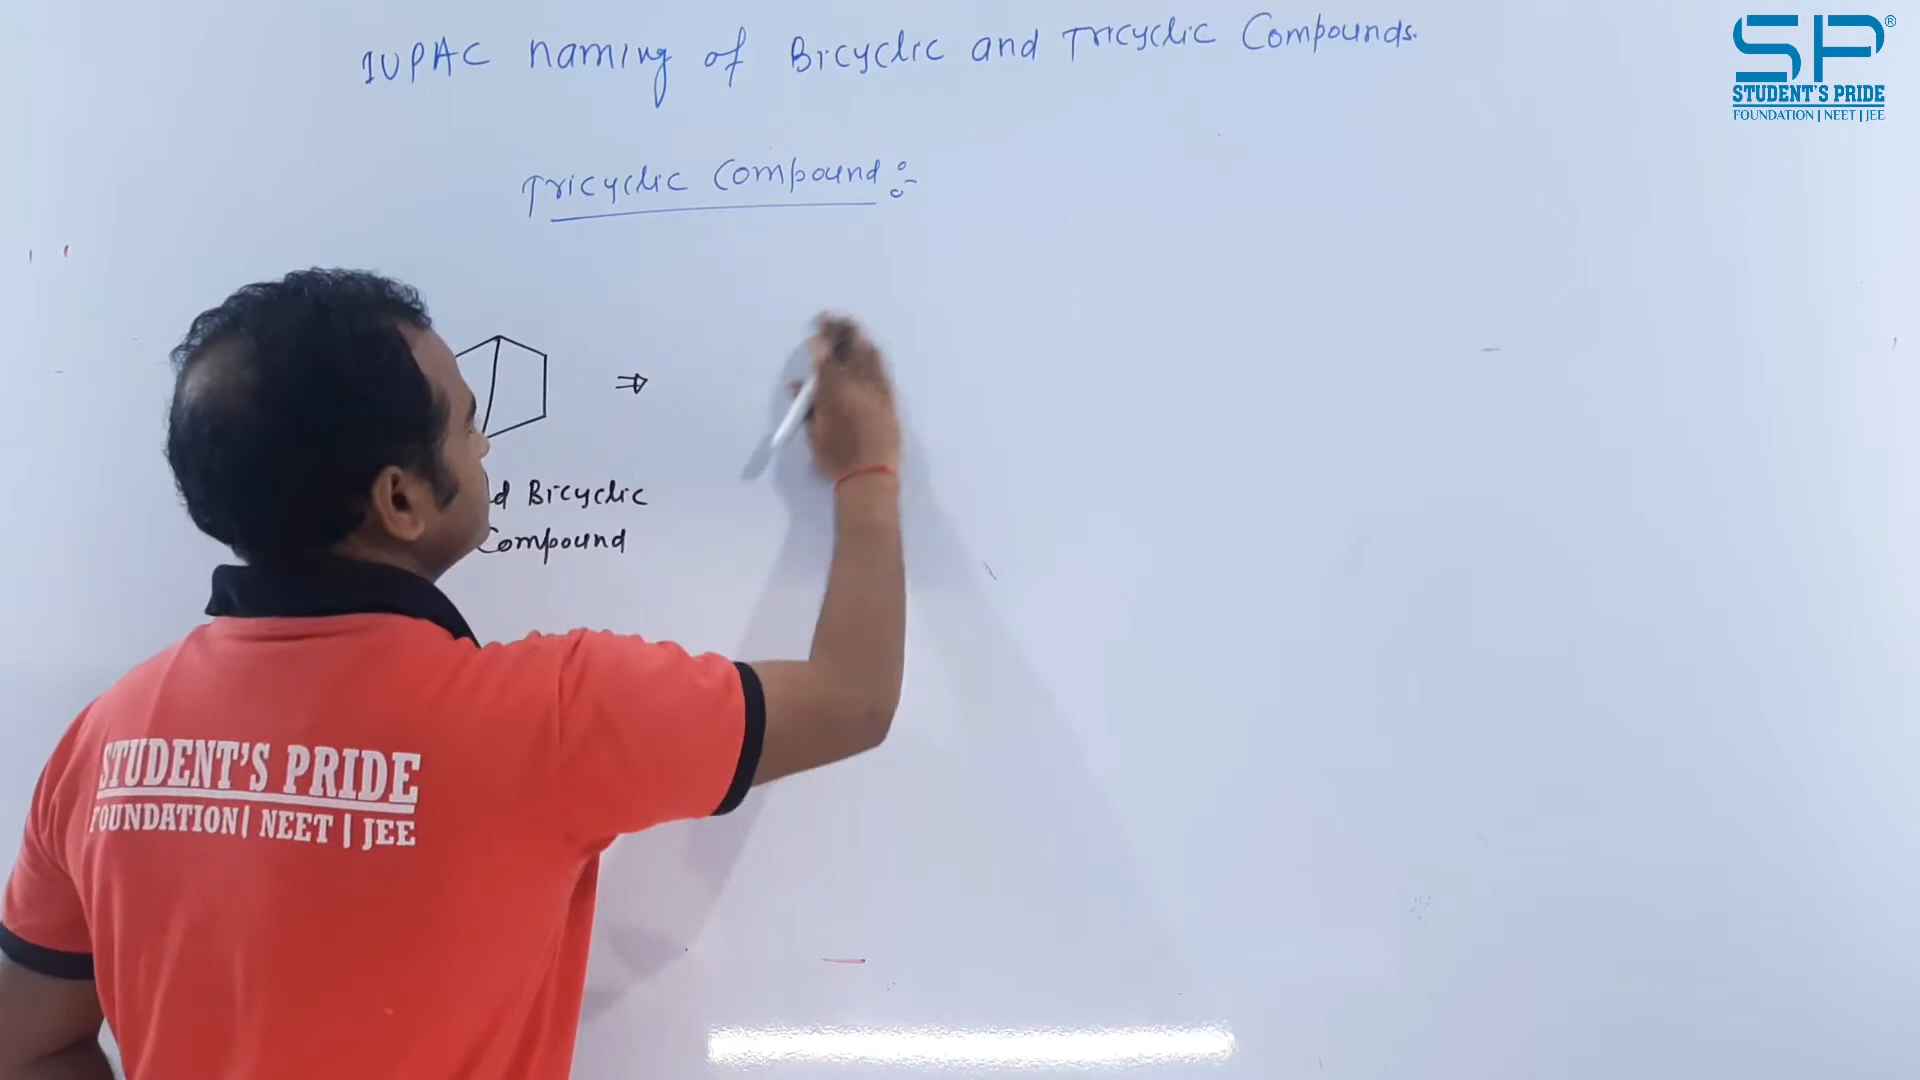 IUPAC naming of Bicyclic and Tricyclic Compounds.
SP®
STUDENT'S PRIDE
FOUNDATION | NEET | JEE
Tricyclic Compound :-
Bicyclic
Compound
STUDENT'S PRIDE
FOUNDATION | NEET | JEE